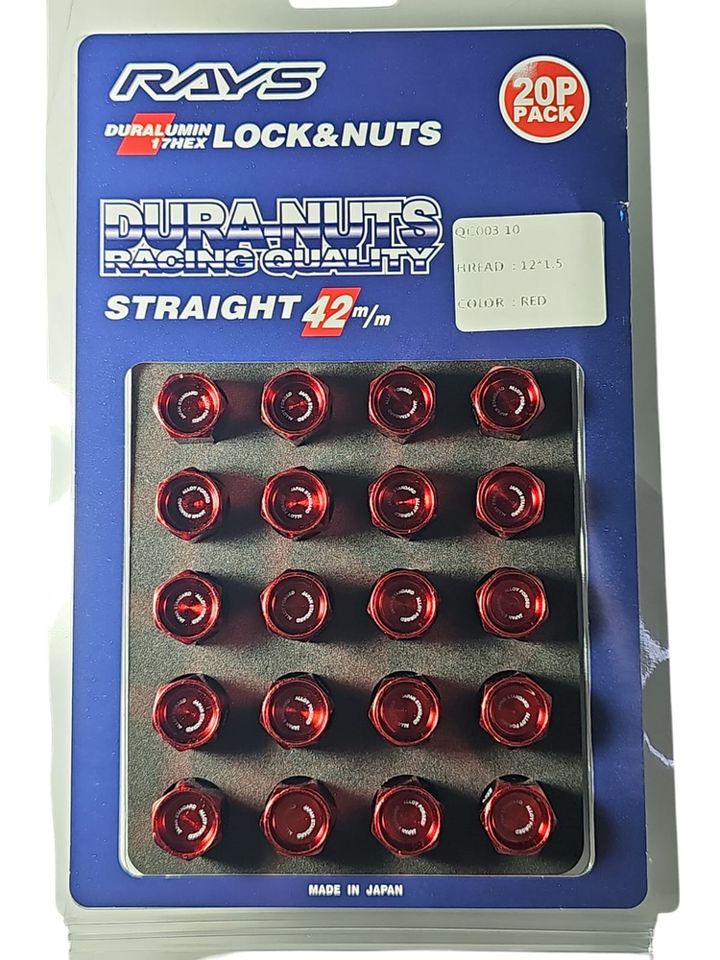 RAYS
20P
PACK
DURALUMIN
17HEX
LOCK&NUTS
DURA-NUTS
RACING QUALITY
STRAIGHT 42 m/m
QC003 10
HREAD : 12*1.5
COLOR : RED
MADE IN JAPAN